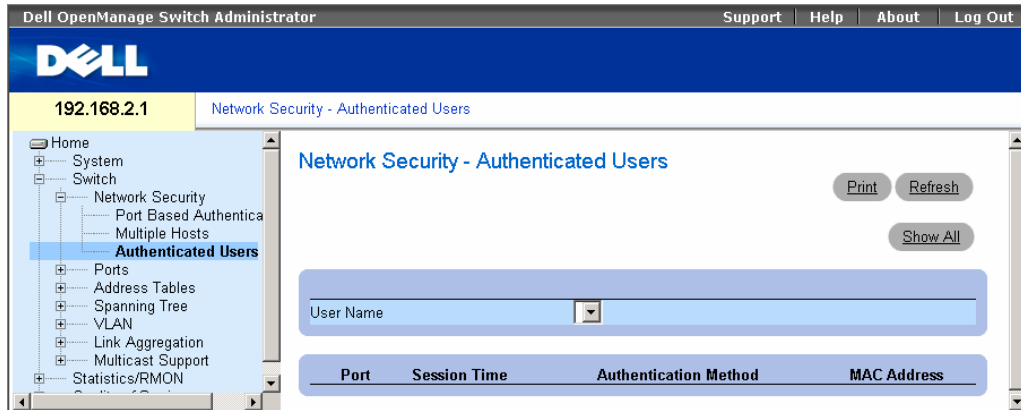 Dell OpenManage Switch Administrator
Support Help About Log Out
DELL
192.168.2.1
Network Security - Authenticated Users
Home
System
Switch
Network Security
Port Based Authentica
Multiple Hosts
Authenticated Users
Ports
Address Tables
Spanning Tree
VLAN
Link Aggregation
Multicast Support
Statistics/RMON
Network Security - Authenticated Users
Print Refresh
Show All
User Name
Port Session Time Authentication Method MAC Address